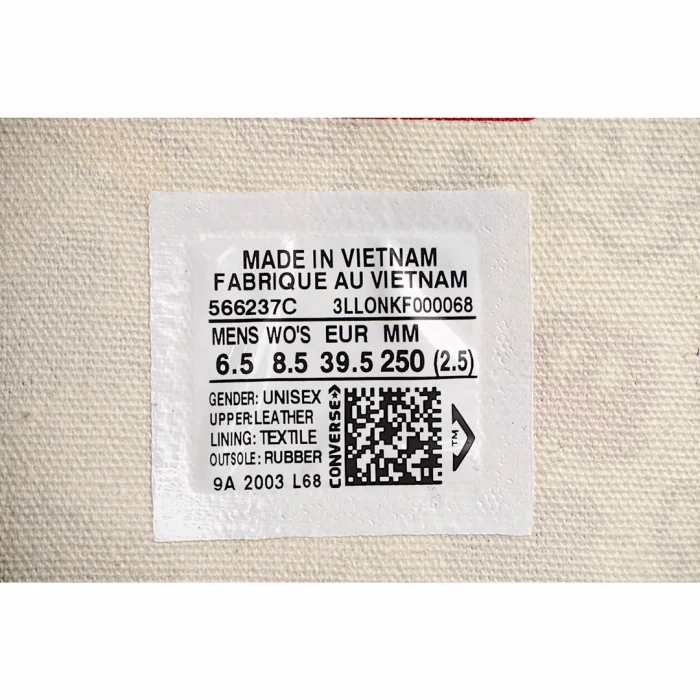 MADE IN VIETNAM
FABRIQUE AU VIETNAM
566237C 3LLONKF000068
MENS WO'S EUR MM
6.5 8.5 39.5 250 (2.5)
GENDER: UNISEX
UPPER:LEATHER
LINING: TEXTILE
OUTSOLE: RUBBER
9A 2003 L68
CONVERSE
TM